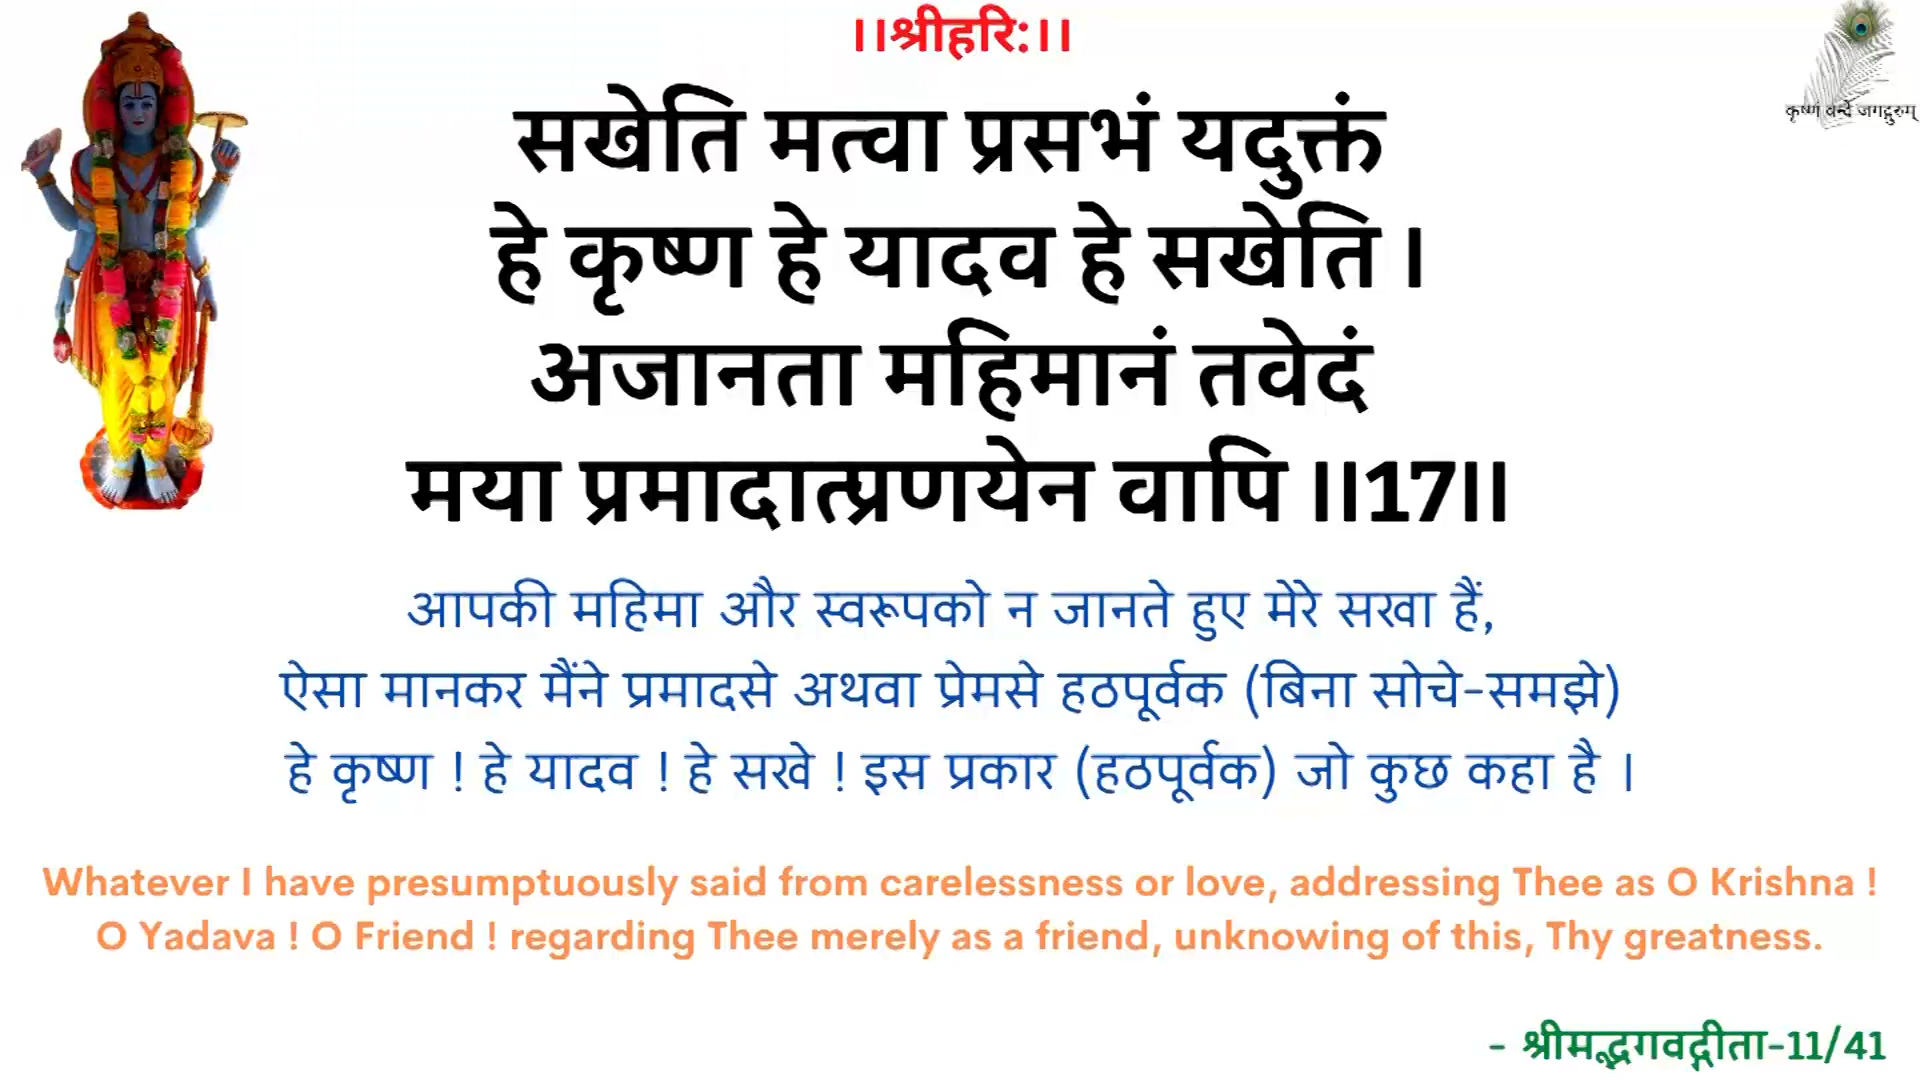 ।।श्रीहरि:।।
कृष्णं वन्दे जगद्गुरुम्
सखेति मत्वा प्रसभं यदुक्तं
हे कृष्ण हे यादव हे सखेति ।
अजानता महिमानं तवेदं
मया प्रमादात्प्रणयेन वापि ।।17।।
आपकी महिमा और स्वरूपको न जानते हुए मेरे सखा हैं,
ऐसा मानकर मैंने प्रमादसे अथवा प्रेमसे हठपूर्वक (बिना सोचे-समझे)
हे कृष्ण ! हे यादव ! हे सखे ! इस प्रकार (हठपूर्वक) जो कुछ कहा है ।
Whatever I have presumptuously said from carelessness or love, addressing Thee as O Krishna !
O Yadava ! O Friend ! regarding Thee merely as a friend, unknowing of this, Thy greatness.
- श्रीमद्भगवद्गीता-11/41